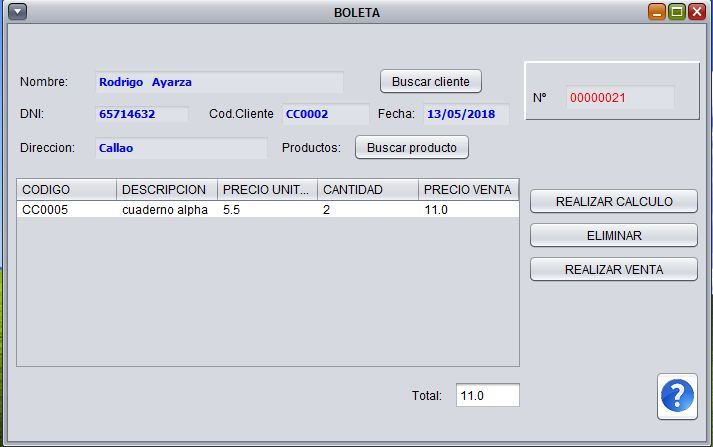 BOLETA
Nombre: Rodrigo Ayarza Buscar cliente
Nº 00000021
DNI: 65714632 Cod.Cliente CC0002 Fecha: 13/05/2018
Direccion: Callao Productos: Buscar producto
CODIGO DESCRIPCION PRECIO UNIT... CANTIDAD PRECIO VENTA
CC0005 cuaderno alpha 5.5 2 11.0
REALIZAR CALCULO
ELIMINAR
REALIZAR VENTA
Total: 11.0
?